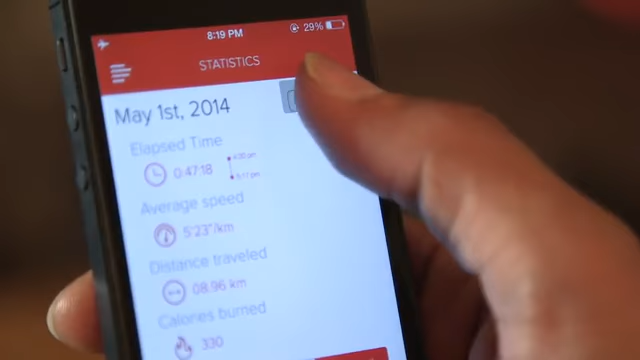 8:19 PM
29%
STATISTICS
May 1st, 2014
Elapsed Time
0:47:18
Average speed
5'23"/km
Distance traveled
08.96 km
Calories burned
330